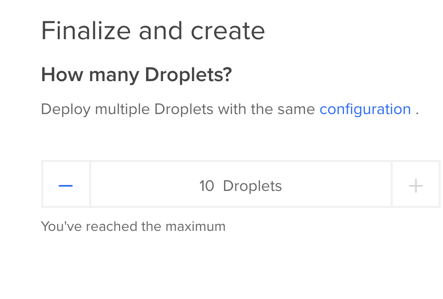 Finalize and create
How many Droplets?
Deploy multiple Droplets with the same configuration .
− 10 Droplets +
You've reached the maximum